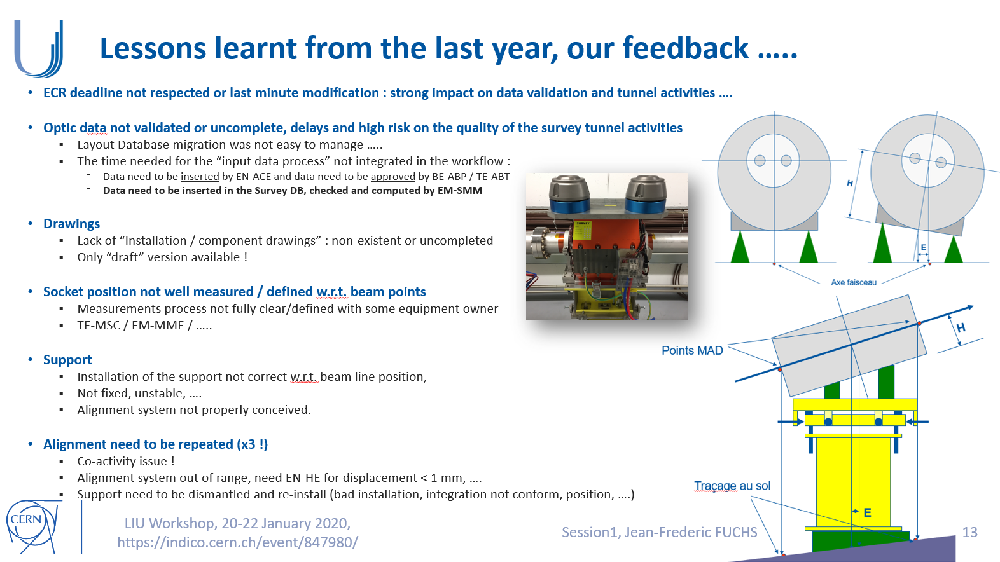 Lessons learnt from the last year, our feedback .....
• ECR deadline not respected or last minute modification : strong impact on data validation and tunnel activities ....
• Optic data not validated or uncomplete, delays and high risk on the quality of the survey tunnel activities
▪ Layout Database migration was not easy to manage .....
▪ The time needed for the “input data process” not integrated in the workflow :
- Data need to be inserted by EN-ACE and data need to be approved by BE-ABP / TE-ABT
- Data need to be inserted in the Survey DB, checked and computed by EM-SMM
• Drawings
▪ Lack of “Installation / component drawings” : non-existent or uncompleted
▪ Only “draft” version available !
• Socket position not well measured / defined w.r.t. beam points
▪ Measurements process not fully clear/defined with some equipment owner
▪ TE-MSC / EM-MME / .....
• Support
▪ Installation of the support not correct w.r.t. beam line position,
▪ Not fixed, unstable, ....
▪ Alignment system not properly conceived.
• Alignment need to be repeated (x3 !)
▪ Co-activity issue !
▪ Alignment system out of range, need EN-HE for displacement < 1 mm, ....
▪ Support need to be dismantled and re-install (bad installation, integration not conform, position, ....)
SURVEY
H
E
Axe faisceau
Points MAD
H
Traçage au sol
E
CERN
LIU Workshop, 20-22 January 2020,
https://indico.cern.ch/event/847980/
Session1, Jean-Frederic FUCHS
13